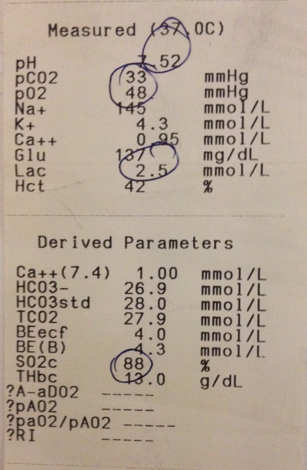 Measured (37.0C)
pH 7.52
pCO2 33 mmHg
pO2 48 mmHg
Na+ 145 mmol/L
K+ 4.3 mmol/L
Ca++ 0.95 mmol/L
Glu 137 mg/dL
Lac 2.5 mmol/L
Hct 42 %
Derived Parameters
Ca++(7.4) 1.00 mmol/L
HCO3- 26.9 mmol/L
HCO3std 28.0 mmol/L
TCO2 27.9 mmol/L
BEecf 4.0 mmol/L
BE(B) 4.3 mmol/L
SO2c 88 %
THbc 13.0 g/dL
?A-aDO2 -----
?pAO2 -----
?paO2/pAO2 -----
?RI -----